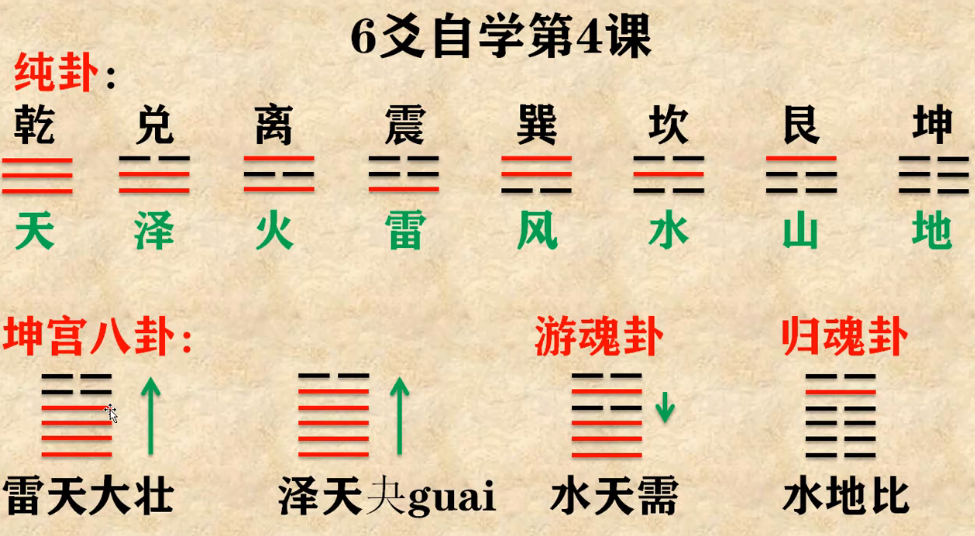 6爻自学第4课
纯卦：
乾 兑 离 震 巽 坎 艮 坤
天 泽 火 雷 风 水 山 地
坤宫八卦： 游魂卦 归魂卦
雷天大壮 泽天夬guai 水天需 水地比